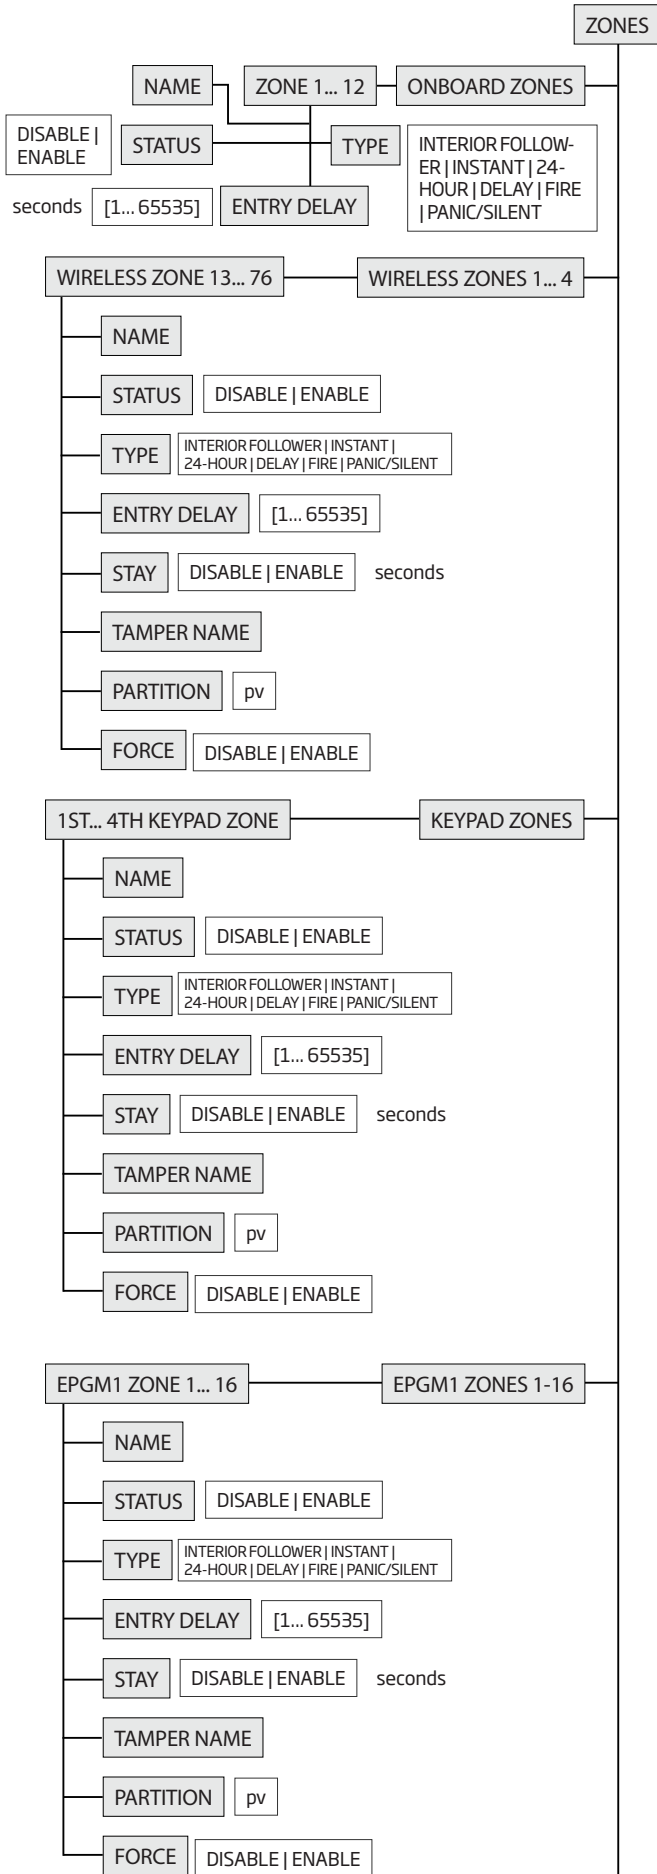 ZONES
NAME
ZONE 1... 12
ONBOARD ZONES
DISABLE |
ENABLE
STATUS
TYPE
INTERIOR FOLLOW-
ER | INSTANT | 24-
HOUR | DELAY | FIRE
| PANIC/SILENT
seconds
[1... 65535]
ENTRY DELAY
WIRELESS ZONE 13... 76
WIRELESS ZONES 1... 4
NAME
STATUS
DISABLE | ENABLE
TYPE
INTERIOR FOLLOWER | INSTANT |
24-HOUR | DELAY | FIRE | PANIC/SILENT
ENTRY DELAY
[1... 65535]
STAY
DISABLE | ENABLE
seconds
TAMPER NAME
PARTITION
pv
FORCE
DISABLE | ENABLE
1ST... 4TH KEYPAD ZONE
KEYPAD ZONES
NAME
STATUS
DISABLE | ENABLE
TYPE
INTERIOR FOLLOWER | INSTANT |
24-HOUR | DELAY | FIRE | PANIC/SILENT
ENTRY DELAY
[1... 65535]
STAY
DISABLE | ENABLE
seconds
TAMPER NAME
PARTITION
pv
FORCE
DISABLE | ENABLE
EPGM1 ZONE 1... 16
EPGM1 ZONES 1-16
NAME
STATUS
DISABLE | ENABLE
TYPE
INTERIOR FOLLOWER | INSTANT |
24-HOUR | DELAY | FIRE | PANIC/SILENT
ENTRY DELAY
[1... 65535]
STAY
DISABLE | ENABLE
seconds
TAMPER NAME
PARTITION
pv
FORCE
DISABLE | ENABLE